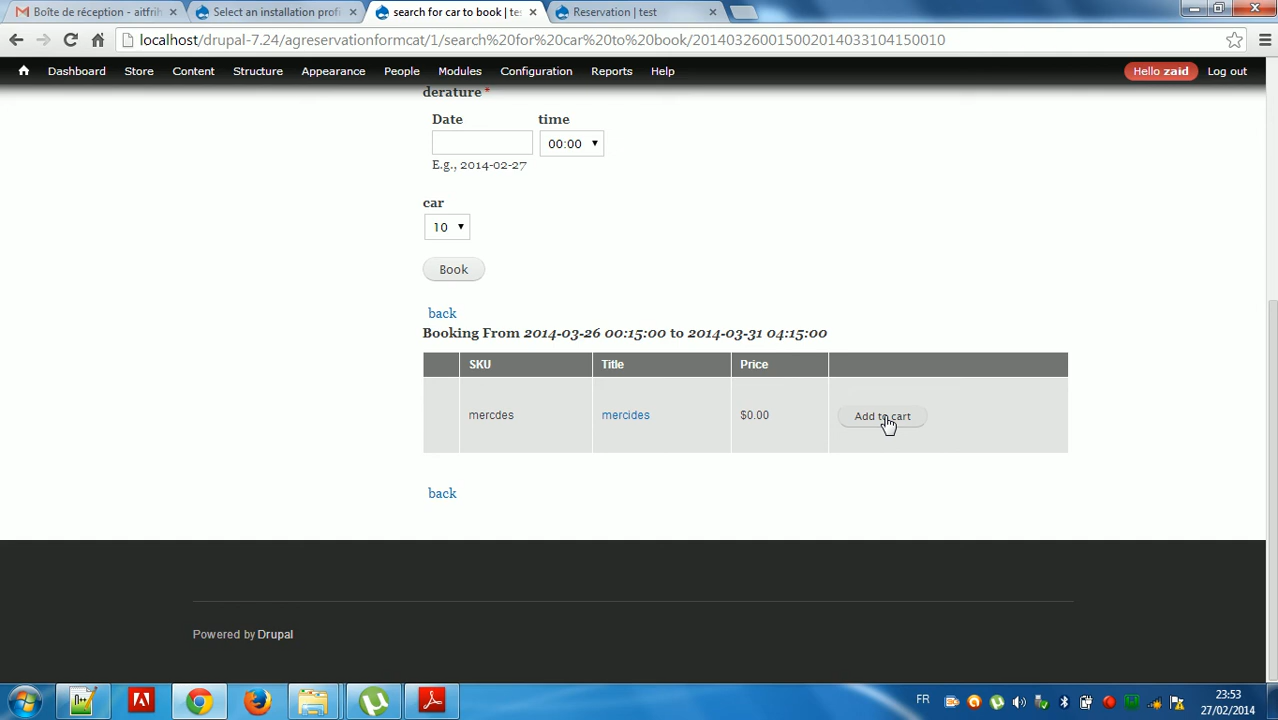 Boîte de réception - aitfrih
Select an installation profi
search for car to book | te
Reservation | test
localhost/drupal-7.24/agreservationformcat/1/search%20for%20car%20to%20book/201403260015002014033104150010
Dashboard Store Content Structure Appearance People Modules Configuration Reports Help Hello zaid Log out
derature *
Date time
00:00
E.g., 2014-02-27
car
10
Book
back
Booking From 2014-03-26 00:15:00 to 2014-03-31 04:15:00
SKU Title Price
mercdes mercides $0.00 Add to cart
back
Powered by Drupal
FR
23:53
27/02/2014